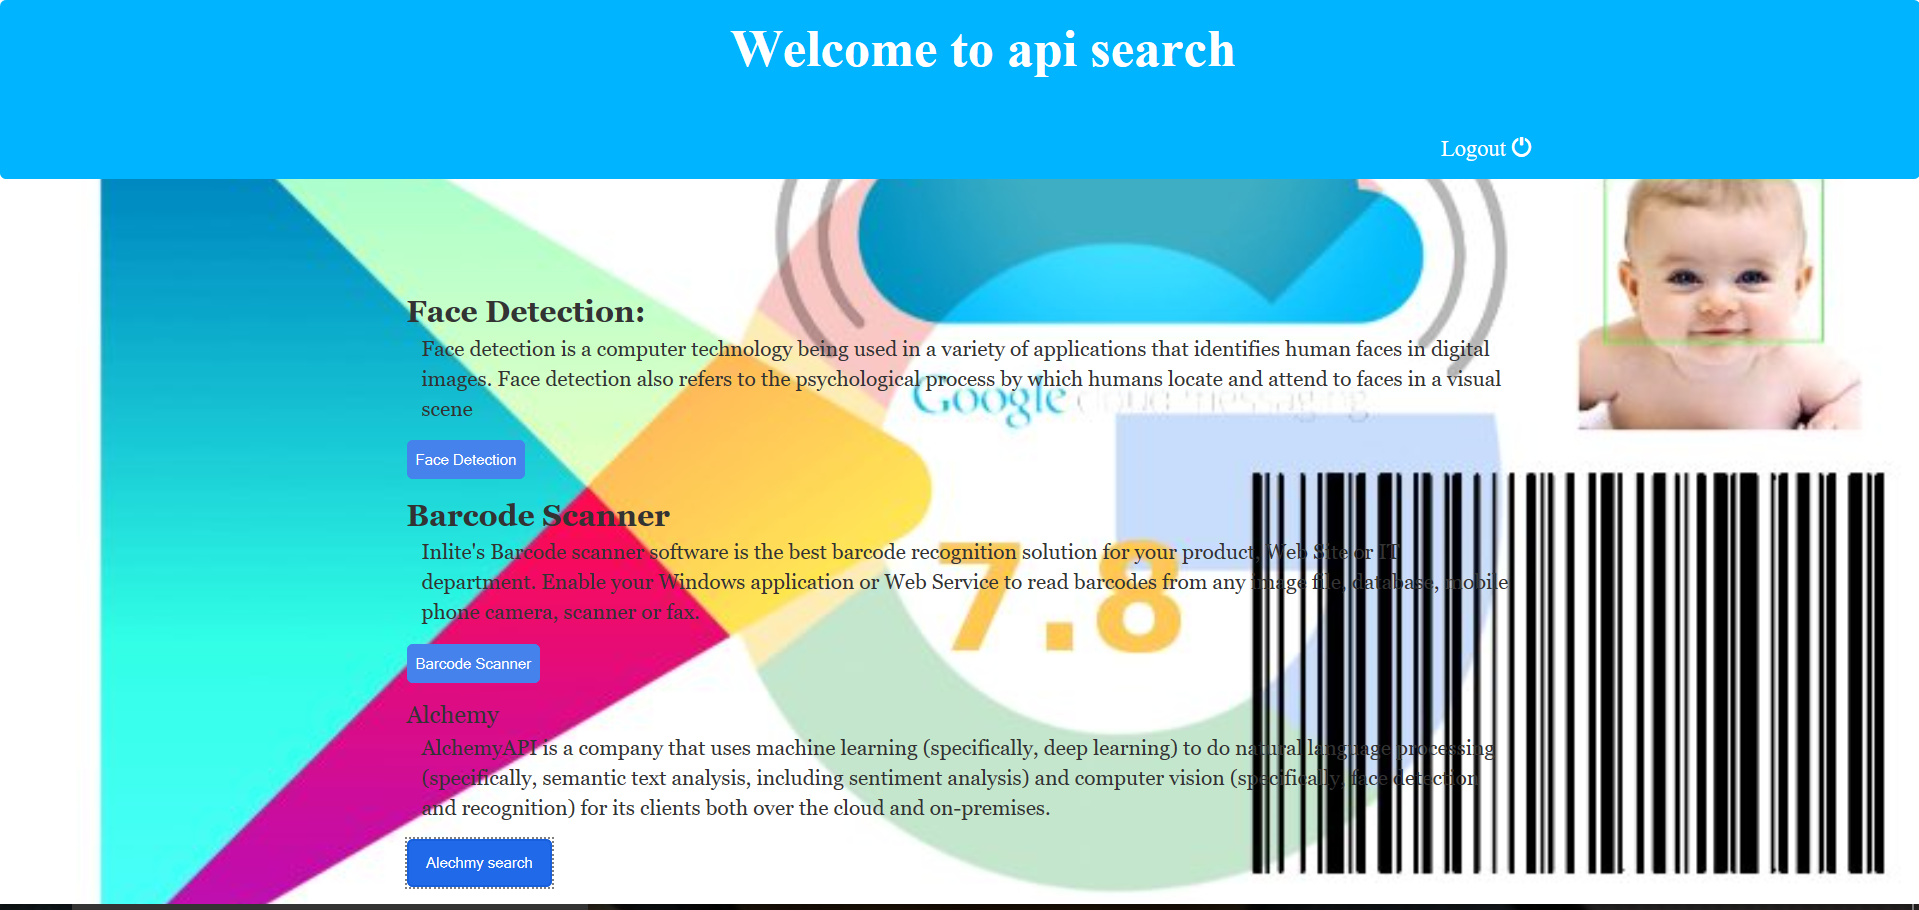 Welcome to api search
Logout
Face Detection:
Face detection is a computer technology being used in a variety of applications that identifies human faces in digital
images. Face detection also refers to the psychological process by which humans locate and attend to faces in a visual
scene
Google cloud messaging
Face Detection
Barcode Scanner
Inlite's Barcode scanner software is the best barcode recognition solution for your product, Web Site or IT
department. Enable your Windows application or Web Service to read barcodes from any image file, database, mobile
phone camera, scanner or fax.
7.8
Barcode Scanner
Alchemy
AlchemyAPI is a company that uses machine learning (specifically, deep learning) to do natural language processing
(specifically, semantic text analysis, including sentiment analysis) and computer vision (specifically, face detection
and recognition) for its clients both over the cloud and on-premises.
Alechmy search